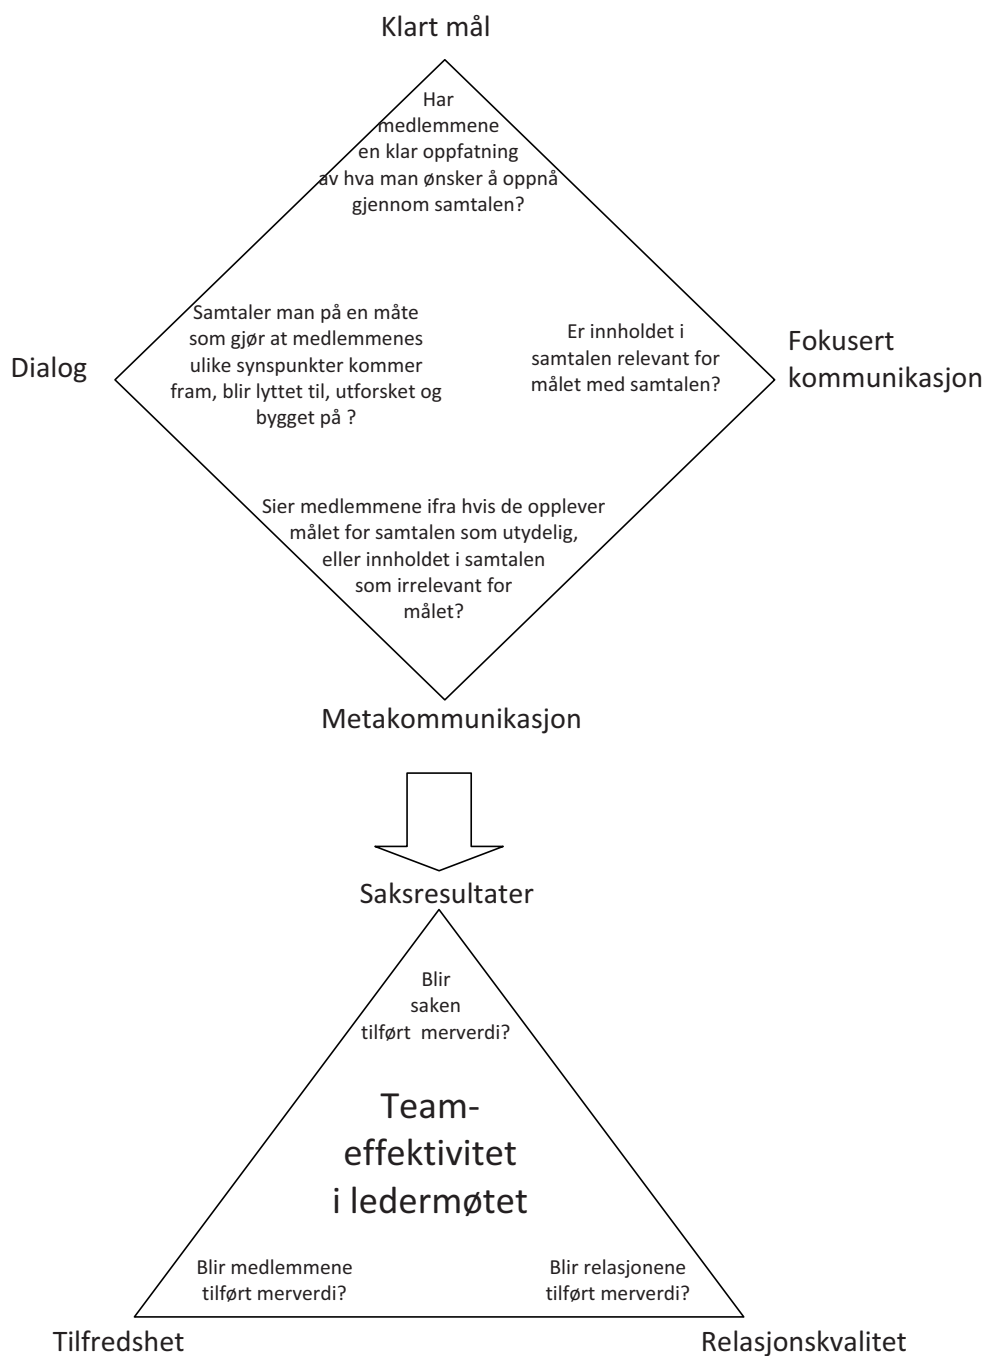 Klart mål
Har
medlemmene
en klar oppfatning
av hva man ønsker å oppnå
gjennom samtalen?
Dialog
Samtaler man på en måte
som gjør at medlemmenes
ulike synspunkter kommer
fram, blir lyttet til, utforsket og
bygget på ?
Er innholdet i
samtalen relevant for
målet med samtalen?
Fokusert
kommunikasjon
Sier medlemmene ifra hvis de opplever
målet for samtalen som utydelig,
eller innholdet i samtalen
som irrelevant for
målet?
Metakommunikasjon
Saksresultater
Blir
saken
tilført merverdi?
Team-
effektivitet
i ledermøtet
Blir medlemmene
tilført merverdi?
Blir relasjonene
tilført merverdi?
Tilfredshet
Relasjonskvalitet